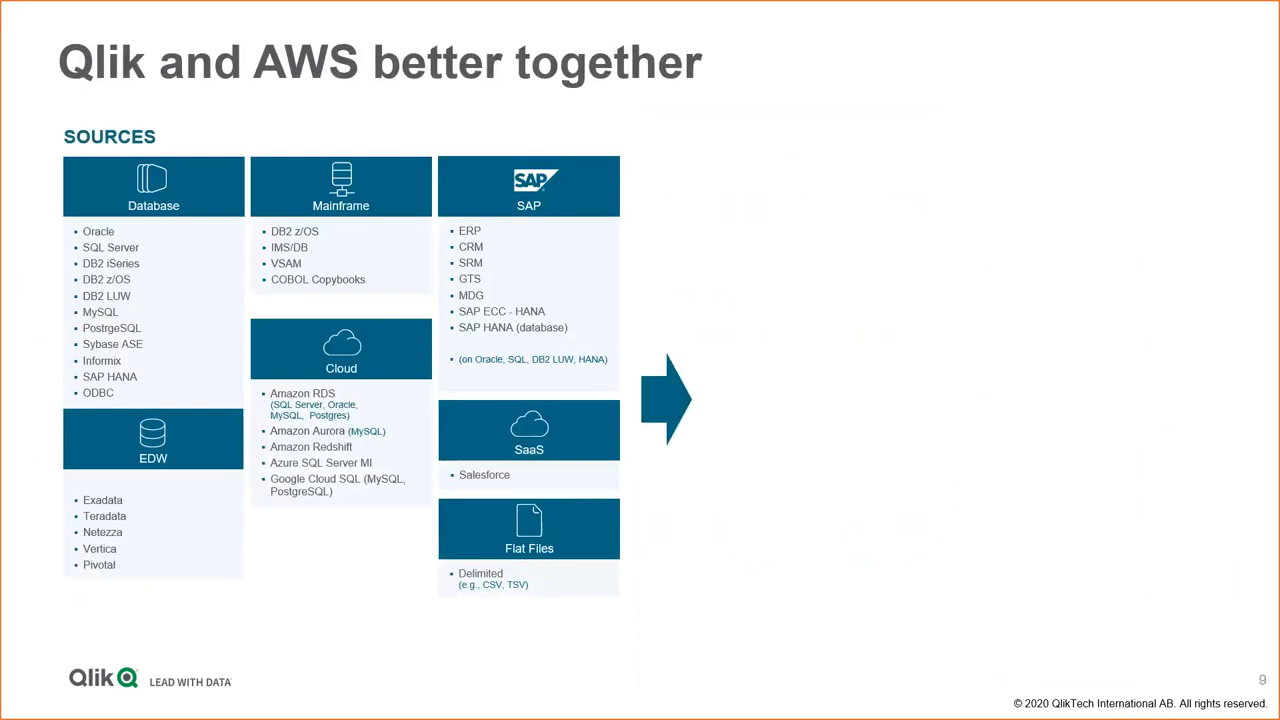 Qlik and AWS better together
SOURCES
Database
Oracle
SQL Server
DB2 iSeries
DB2 z/OS
DB2 LUW
MySQL
PostrgeSQL
Sybase ASE
Informix
SAP HANA
ODBC
EDW
Exadata
Teradata
Netezza
Vertica
Pivotal
Mainframe
DB2 z/OS
IMS/DB
VSAM
COBOL Copybooks
Cloud
Amazon RDS
(SQL Server, Oracle,
MySQL, Postgres)
Amazon Aurora (MySQL)
Amazon Redshift
Azure SQL Server MI
Google Cloud SQL (MySQL,
PostgreSQL)
SAP
SAP
ERP
CRM
SRM
GTS
MDG
SAP ECC - HANA
SAP HANA (database)
(on Oracle, SQL, DB2 LUW, HANA)
SaaS
Salesforce
Flat Files
Delimited
(e.g., CSV, TSV)
Qlik LEAD WITH DATA
9
© 2020 QlikTech International AB. All rights reserved.